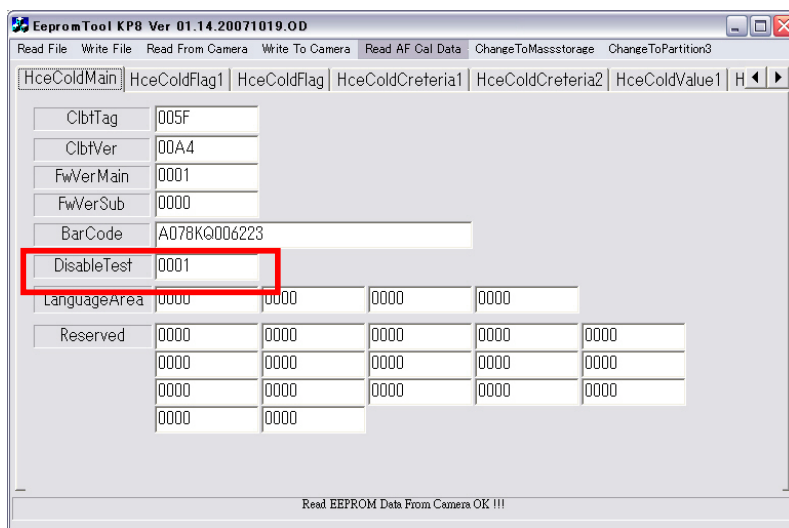 EepromTool KP8 Ver 01.14.20071019.OD
Read File Write File Read From Camera Write To Camera Read AF Cal Data ChangeToMassstorage ChangeToPartition3
HceColdMain HceColdFlag1 HceColdFlag HceColdCreteria1 HceColdCreteria2 HceColdValue1 H
ClbtTag 005F
ClbtVer 00A4
FwVerMain 0001
FwVerSub 0000
BarCode A078KQ006223
DisableTest 0001
LanguageArea 0000 0000 0000 0000
Reserved 0000 0000 0000 0000 0000
0000 0000 0000 0000 0000
0000 0000 0000 0000 0000
0000 0000
Read EEPROM Data From Camera OK !!!